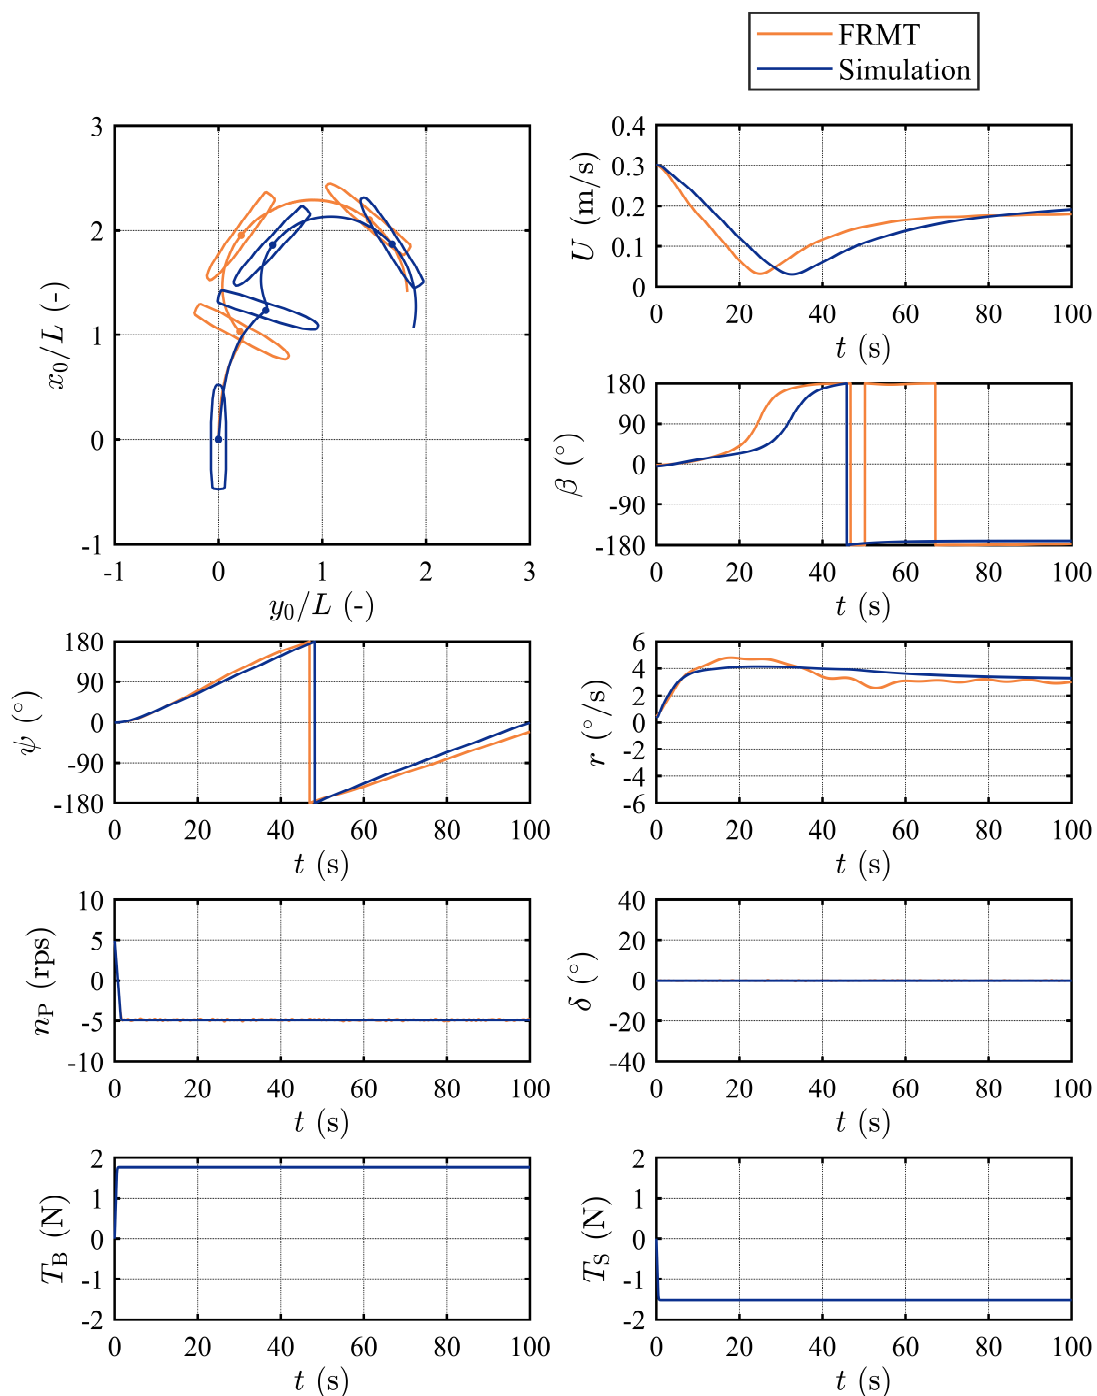 FRMT
Simulation
3
2
1
0
-1
-1 0 1 2 3
x₀/L (-)
y₀/L (-)
0.4
0.3
0.2
0.1
0
0 20 40 60 80 100
U (m/s)
t (s)
180
90
0
-90
-180
0 20 40 60 80 100
β (°)
t (s)
180
90
0
-90
-180
0 20 40 60 80 100
ψ (°)
t (s)
6
4
2
0
-2
-4
-6
0 20 40 60 80 100
r (°/s)
t (s)
10
5
0
-5
-10
0 20 40 60 80 100
n_P (rps)
t (s)
40
20
0
-20
-40
0 20 40 60 80 100
δ (°)
t (s)
2
1
0
-1
-2
0 20 40 60 80 100
T_B (N)
t (s)
2
1
0
-1
-2
0 20 40 60 80 100
T_S (N)
t (s)